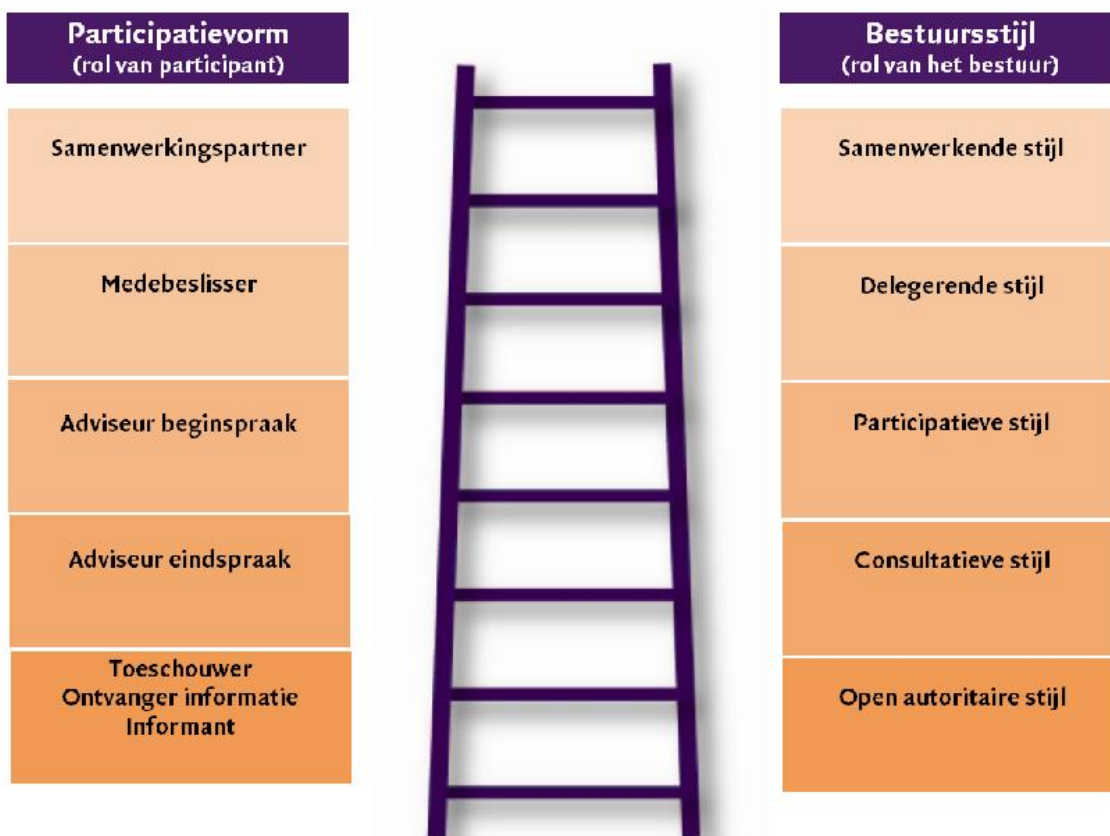 Participatievorm
(rol van participant)
Samenwerkingspartner
Medebeslisser
Adviseur beginspraak
Adviseur eindspraak
Toeschouwer
Ontvanger informatie
Informant
Bestuursstijl
(rol van het bestuur)
Samenwerkende stijl
Delegerende stijl
Participatieve stijl
Consultatieve stijl
Open autoritaire stijl